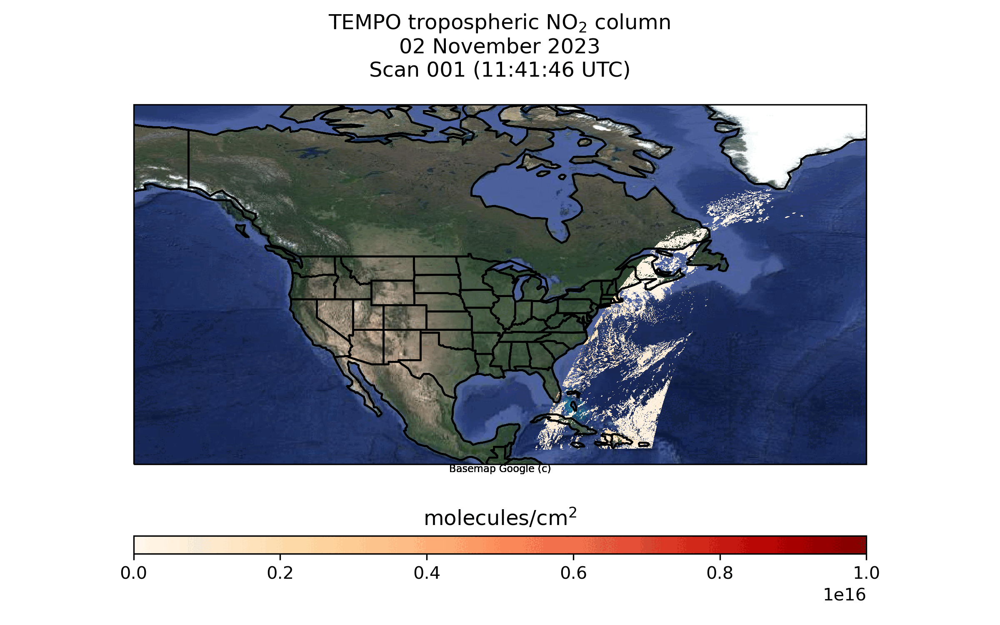 TEMPO tropospheric NO₂ column
02 November 2023
Scan 001 (11:41:46 UTC)
Basemap Google (c)
molecules/cm²
0.0 0.2 0.4 0.6 0.8 1.0
1e16